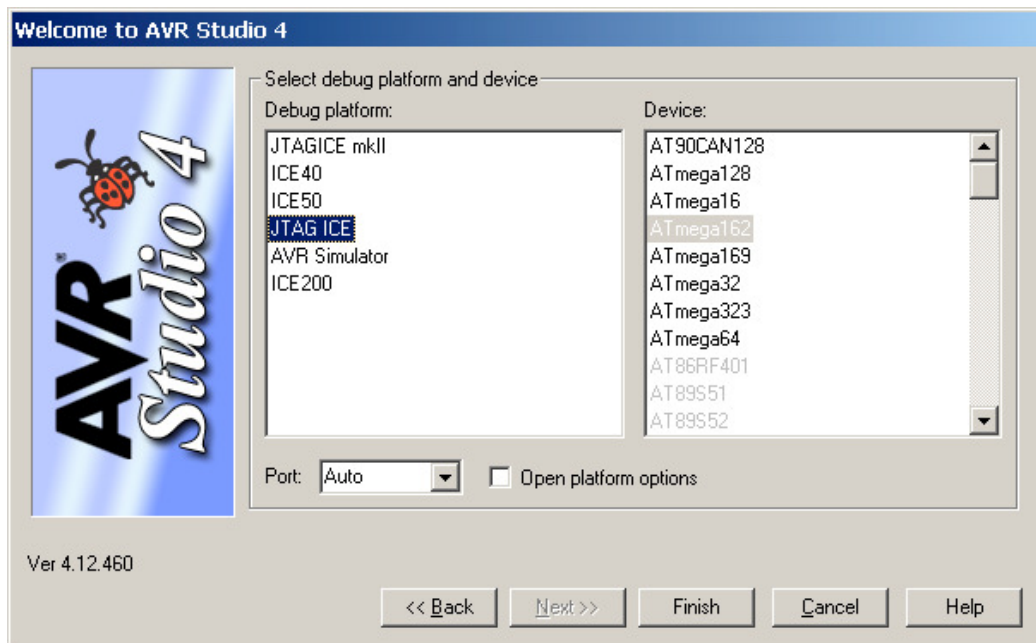 Welcome to AVR Studio 4
AVR®
Studio 4
Select debug platform and device
Debug platform:
JTAGICE mkII
ICE40
ICE50
JTAG ICE
AVR Simulator
ICE200
Device:
AT90CAN128
ATmega128
ATmega16
ATmega162
ATmega169
ATmega32
ATmega323
ATmega64
AT86RF401
AT89S51
AT89S52
Port: Auto
Open platform options
Ver 4.12.460
<< Back
Next >>
Finish
Cancel
Help